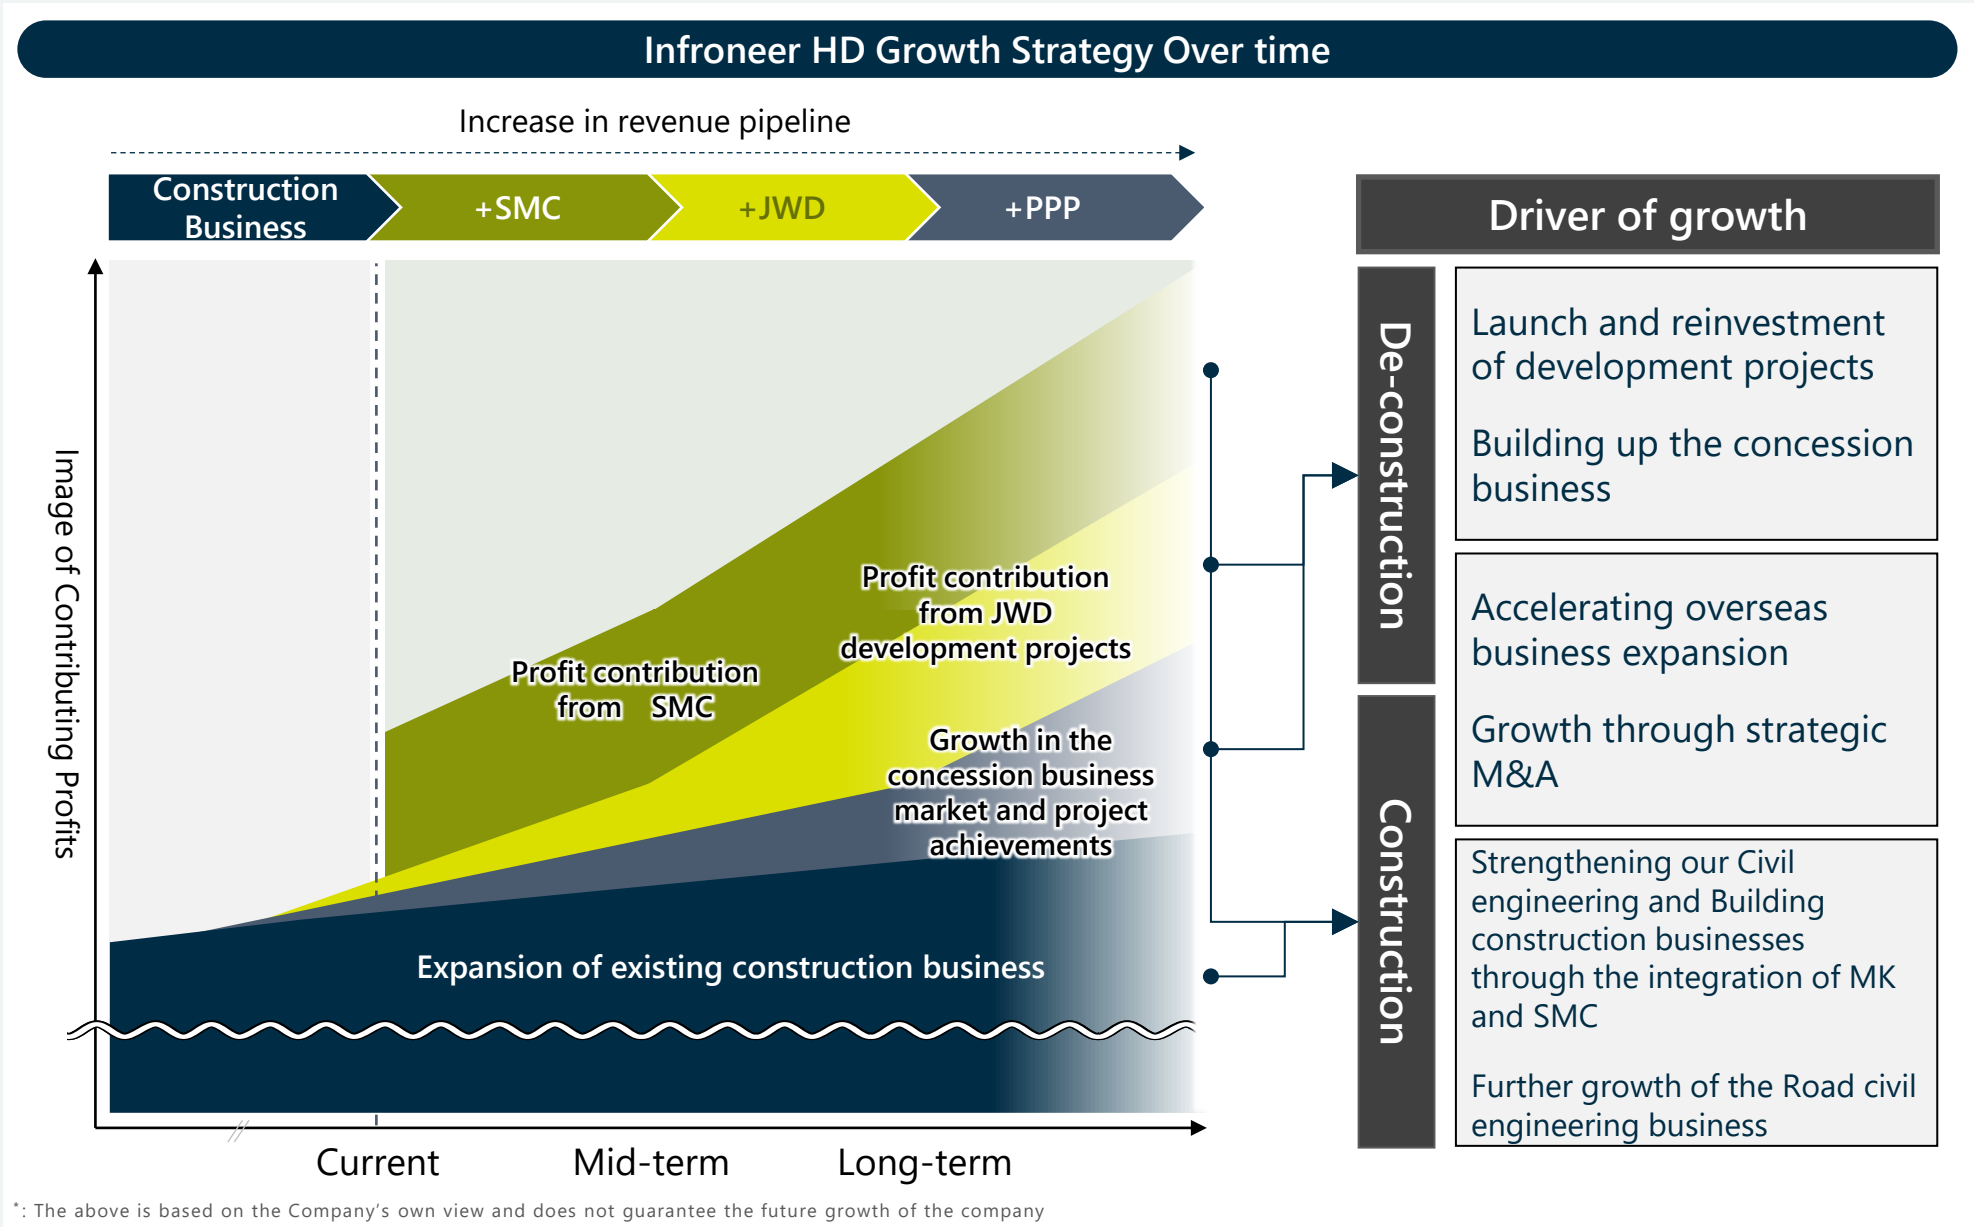 Infroneer HD Growth Strategy Over time
Increase in revenue pipeline
Construction
Business
+SMC
+JWD
+PPP
Image of Contributing Profits
Profit contribution
from SMC
Profit contribution
from JWD
development projects
Growth in the
concession business
market and project
achievements
Expansion of existing construction business
Current
Mid-term
Long-term
Driver of growth
De-construction
Launch and reinvestment
of development projects
Building up the concession
business
Accelerating overseas
business expansion
Growth through strategic
M&A
Construction
Strengthening our Civil
engineering and Building
construction businesses
through the integration of MK
and SMC
Further growth of the Road civil
engineering business
*: The above is based on the Company's own view and does not guarantee the future growth of the company